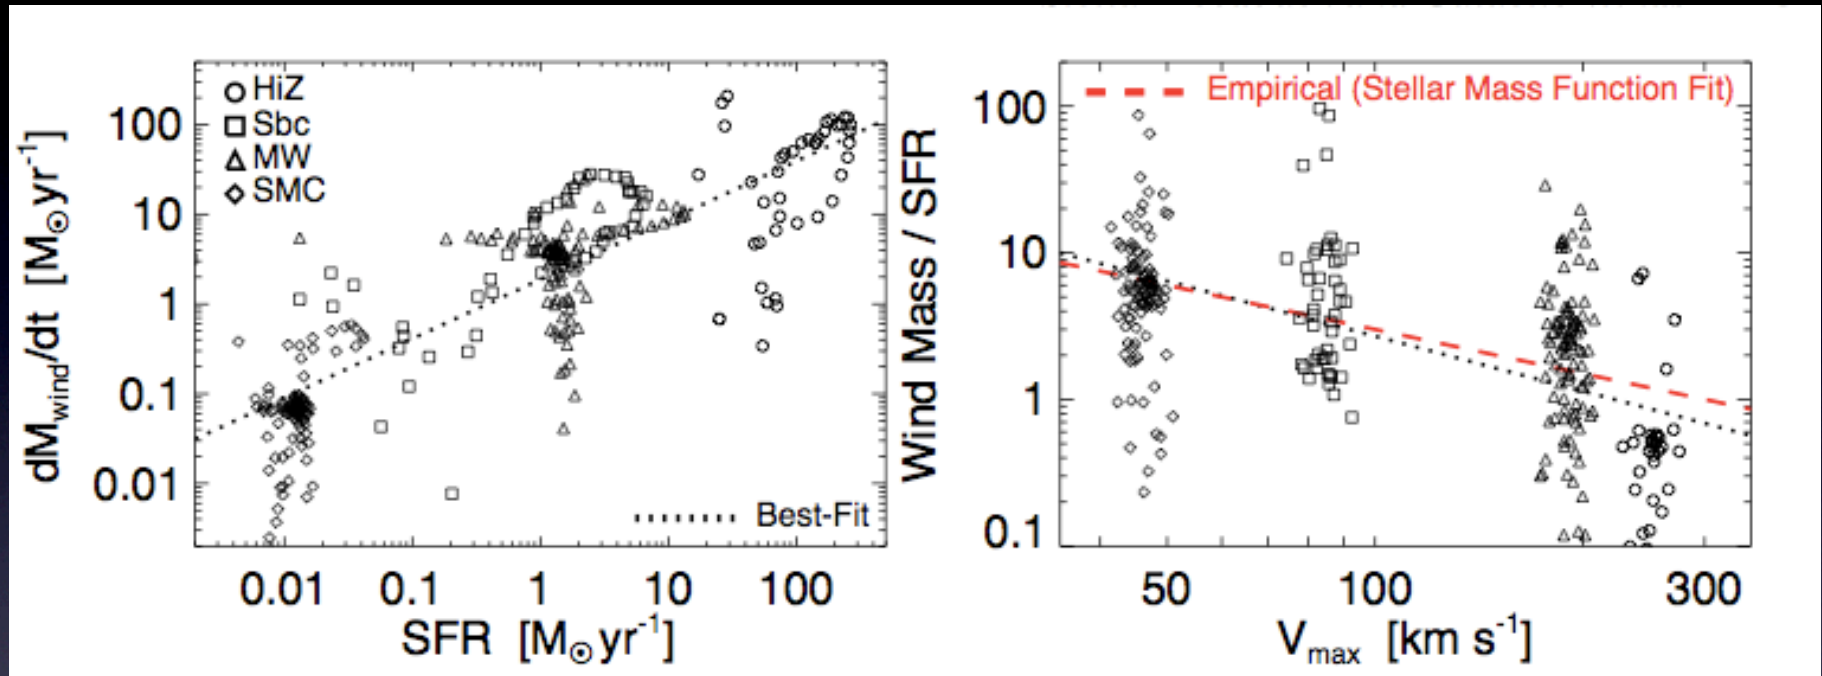 HiZ
Sbc
MW
SMC
100
10
1
0.1
0.01
dM_wind/dt [M_⊙ yr^-1]
Best-Fit
0.01 0.1 1 10 100
SFR [M_⊙ yr^-1]
Empirical (Stellar Mass Function Fit)
100
10
1
0.1
Wind Mass / SFR
50 100 300
V_max [km s^-1]